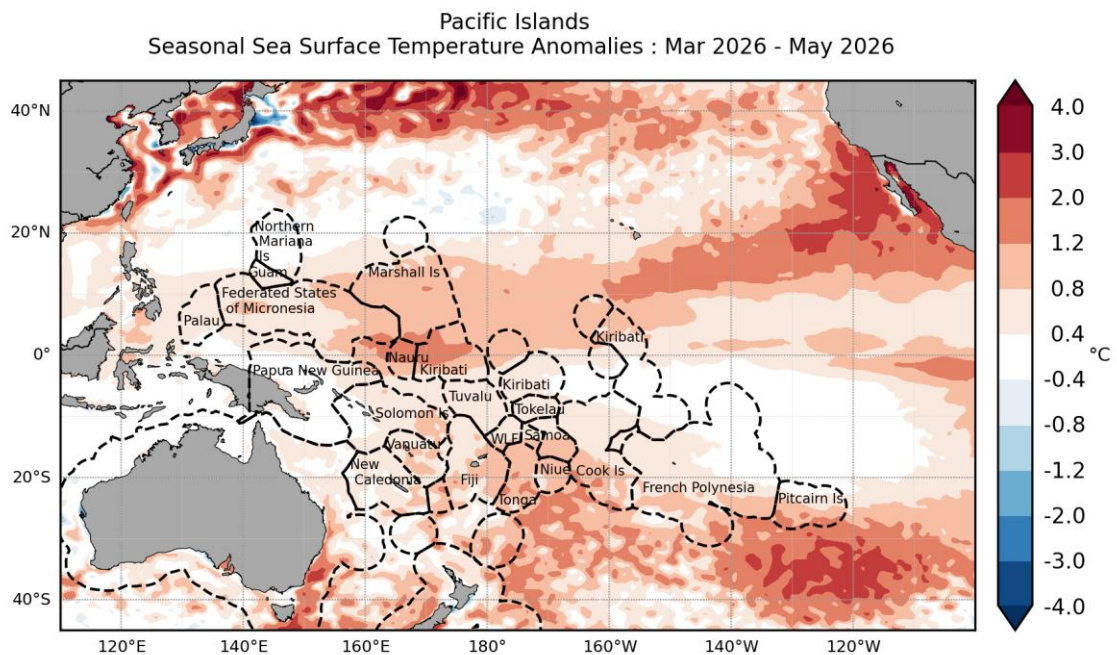 Pacific Islands
Seasonal Sea Surface Temperature Anomalies : Mar 2026 - May 2026
40°N
20°N
0°
20°S
40°S
Northern
Mariana
Is
Guam
Marshall Is
Federated States
of Micronesia
Palau
Kiribati
Nauru
Kiribati
Papua New Guinea
Kiribati
Tuvalu
Tokelau
Solomon Is
WLF
Samoa
Vanuatu
New
Caledonia
Fiji
Niue
Cook Is
Tonga
French Polynesia
Pitcairn Is
120°E
140°E
160°E
180°
160°W
140°W
120°W
4.0
3.0
2.0
1.2
0.8
0.4
-0.4
-0.8
-1.2
-2.0
-3.0
-4.0
°C